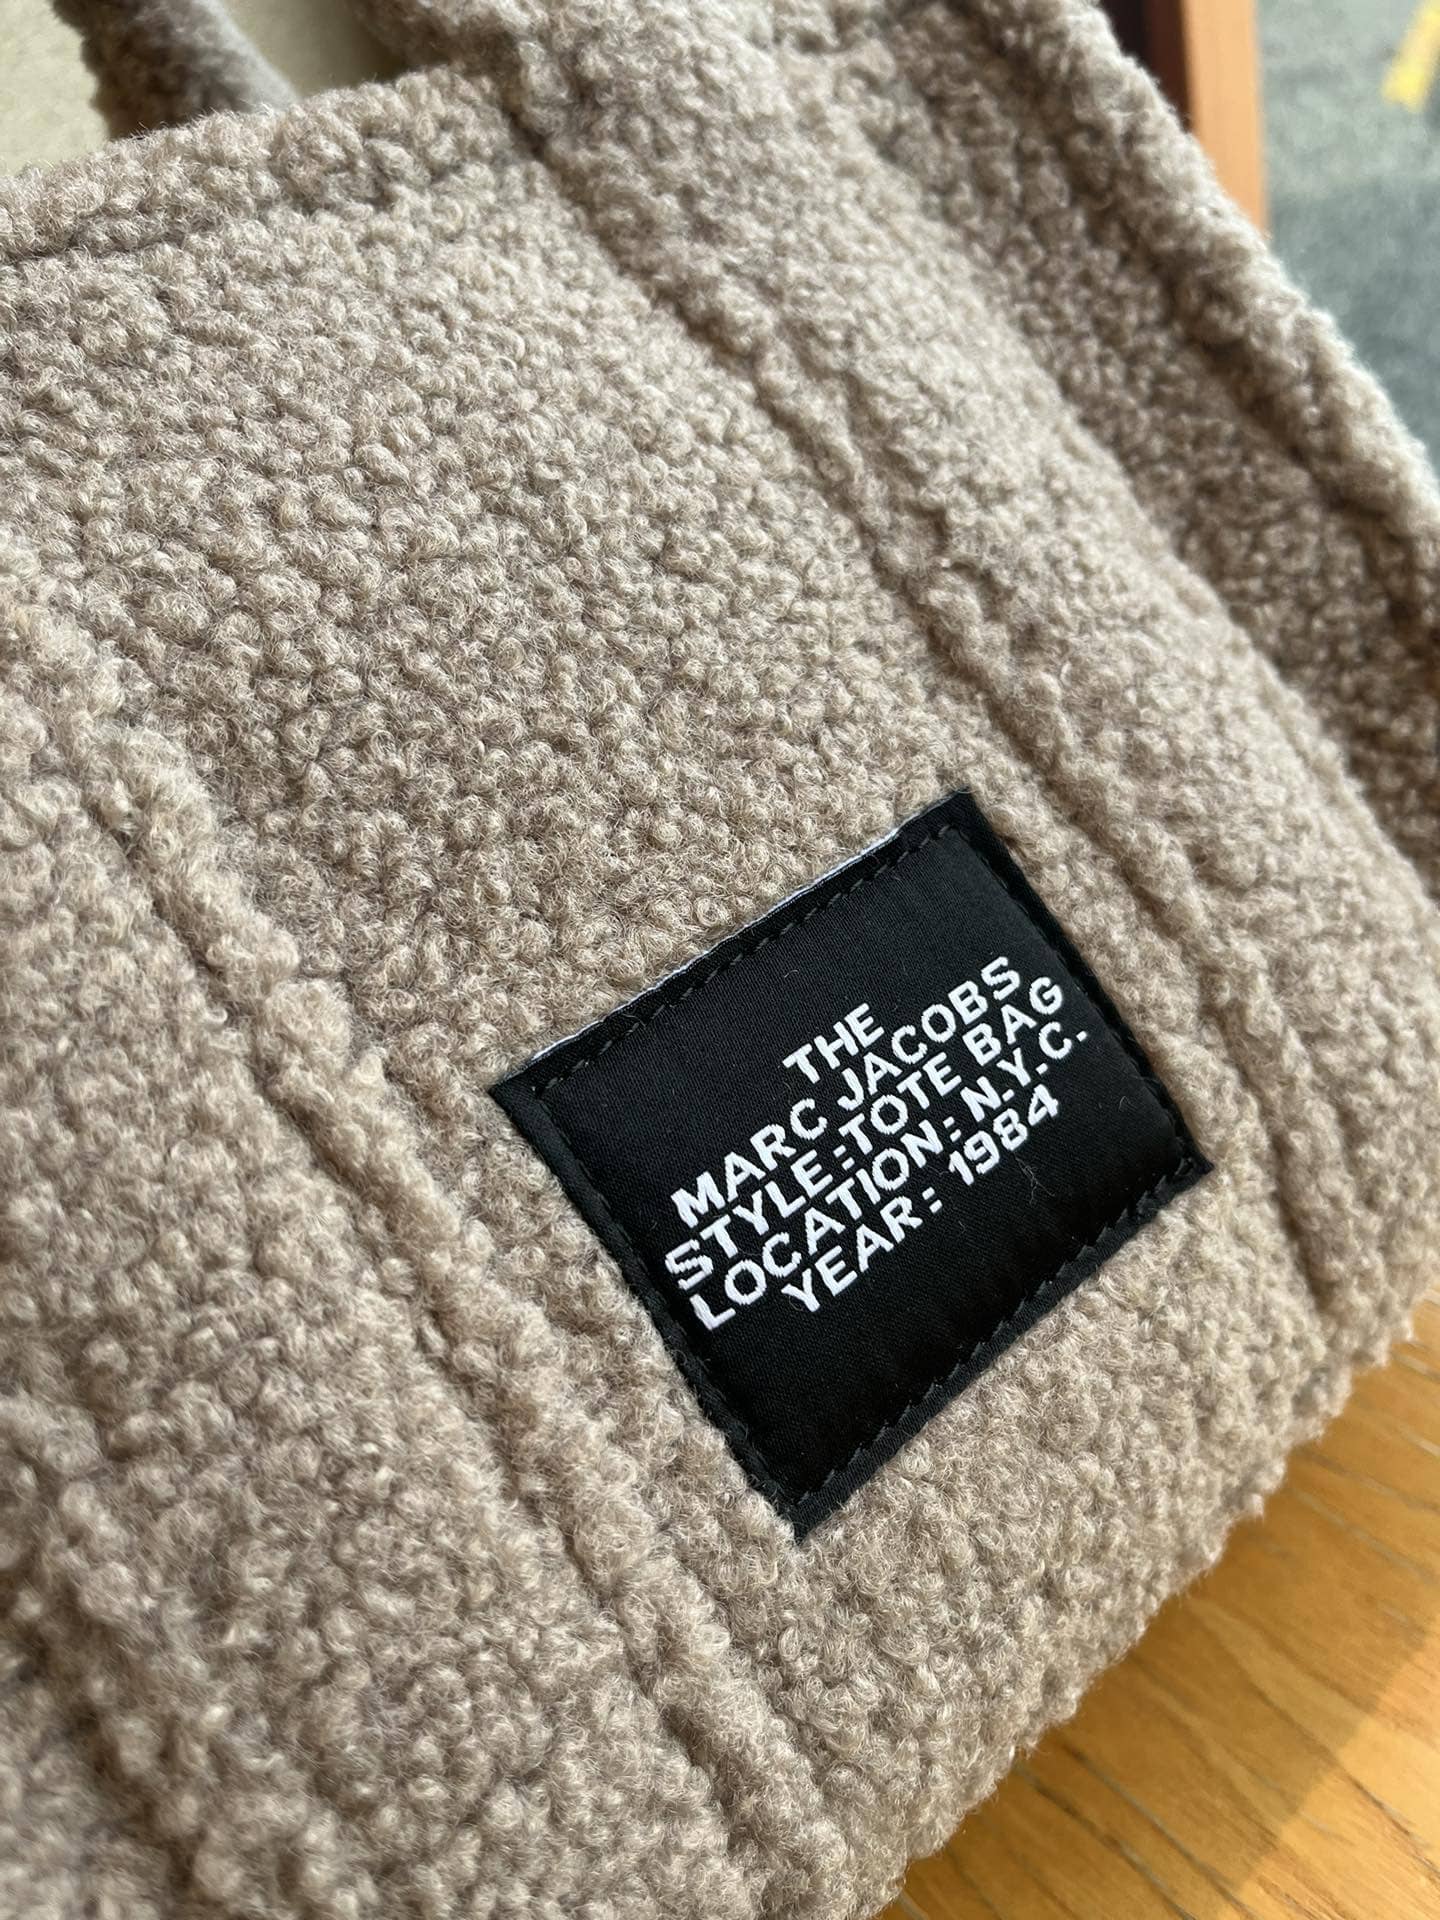 THE
MARC JACOBS
STYLE:TOTE BAG
LOCATION: N.Y.C.
YEAR: 1984